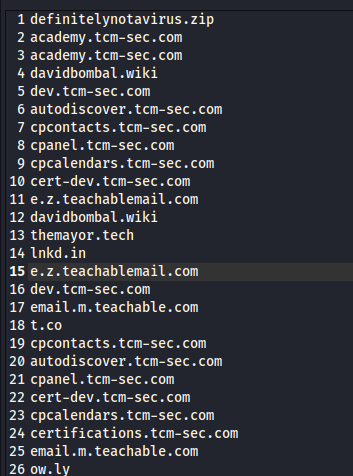 1 definitelynotavirus.zip
2 academy.tcm-sec.com
3 academy.tcm-sec.com
4 davidbombal.wiki
5 dev.tcm-sec.com
6 autodiscover.tcm-sec.com
7 cpcontacts.tcm-sec.com
8 cpanel.tcm-sec.com
9 cpcalendars.tcm-sec.com
10 cert-dev.tcm-sec.com
11 e.z.teachablemail.com
12 davidbombal.wiki
13 themayor.tech
14 lnkd.in
15 e.z.teachablemail.com
16 dev.tcm-sec.com
17 email.m.teachable.com
18 t.co
19 cpcontacts.tcm-sec.com
20 autodiscover.tcm-sec.com
21 cpanel.tcm-sec.com
22 cert-dev.tcm-sec.com
23 cpcalendars.tcm-sec.com
24 certifications.tcm-sec.com
25 email.m.teachable.com
26 ow.ly